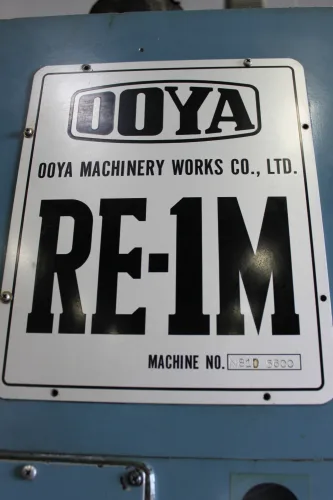 OOYA
OOYA MACHINERY WORKS CO., LTD.
RE-1M
MACHINE NO.